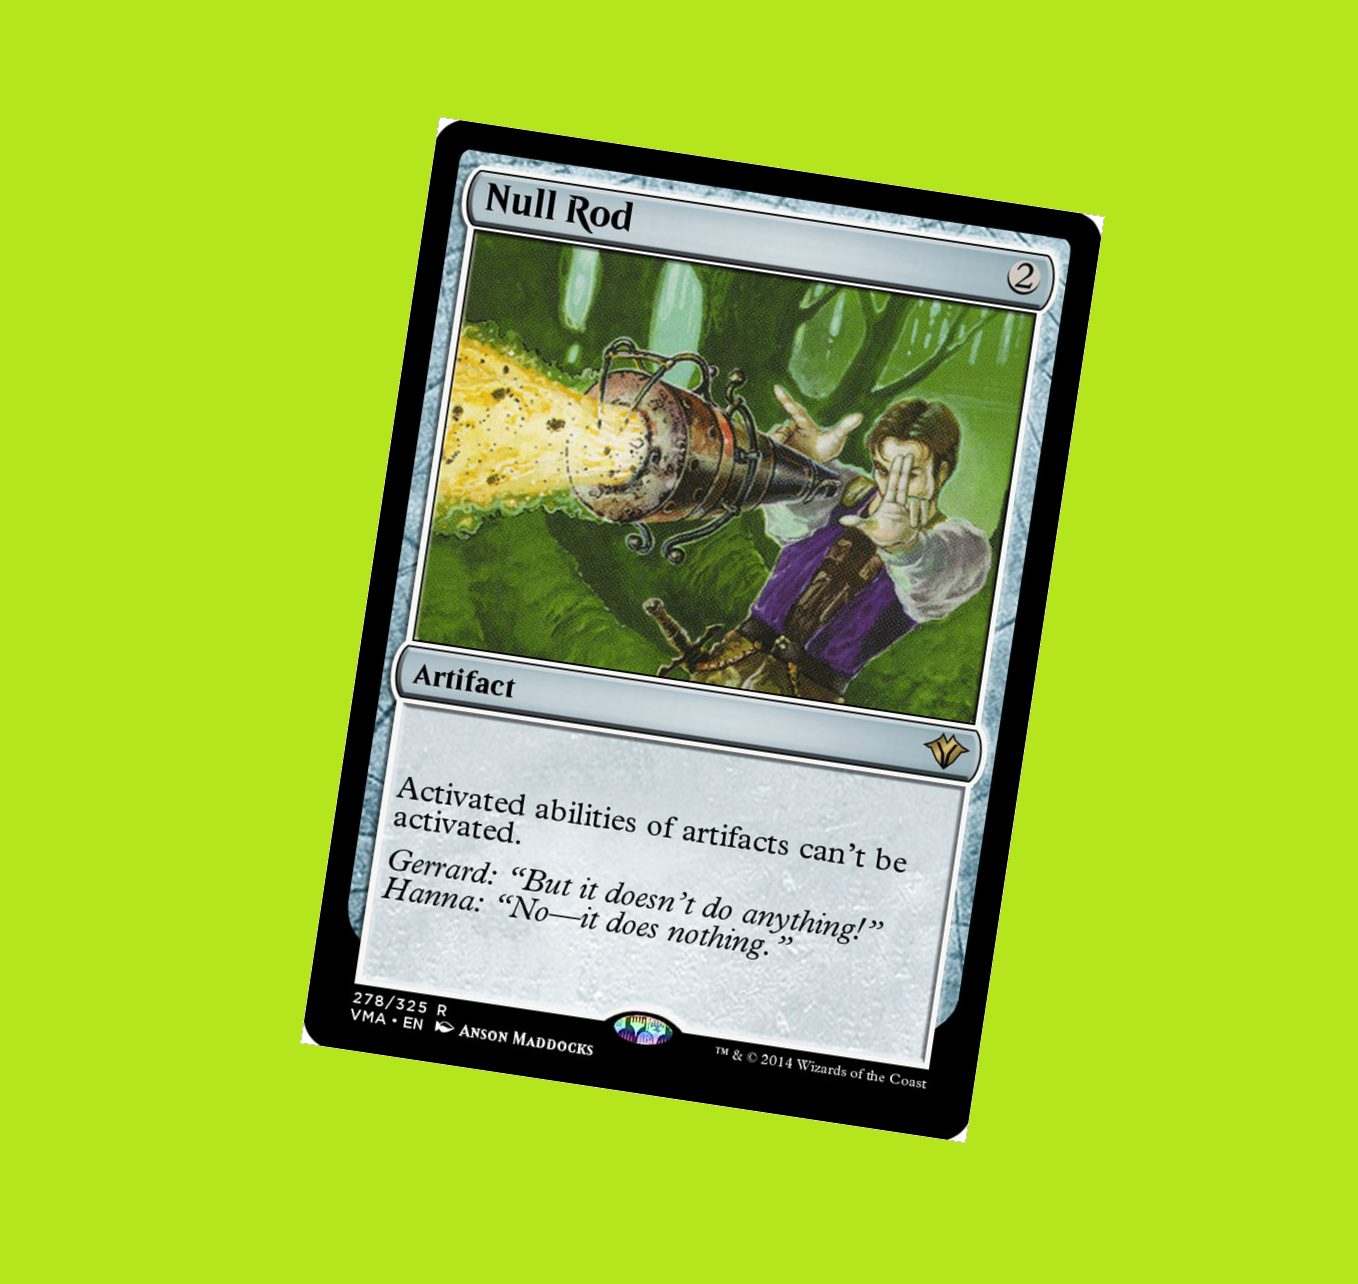 Null Rod
2
Artifact
Activated abilities of artifacts can't be
activated.
Gerrard: “But it doesn't do anything!”
Hanna: “No—it does nothing.”
278/325 R
VMA • EN Anson Maddocks
™ & © 2014 Wizards of the Coast